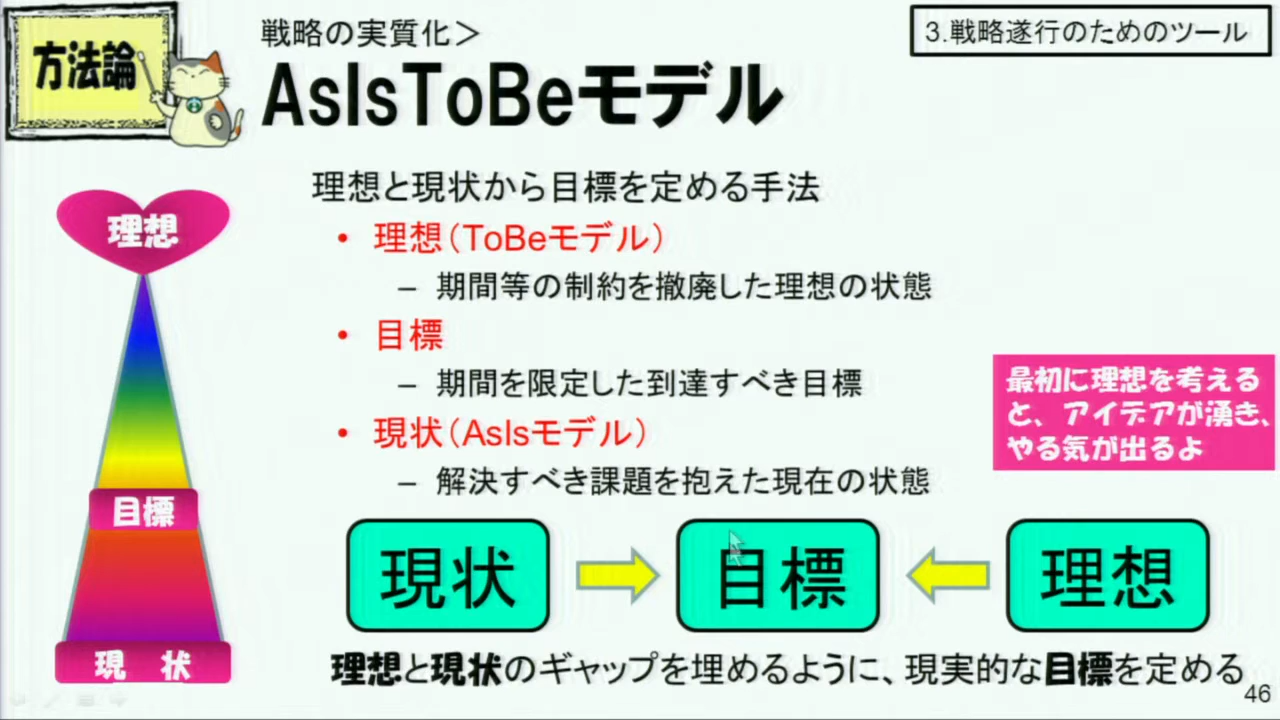 方法論
戦略の実質化＞
3.戦略遂行のためのツール
AsIsToBeモデル
理想と現状から目標を定める手法
• 理想（ToBeモデル）
– 期間等の制約を撤廃した理想の状態
• 目標
– 期間を限定した到達すべき目標
• 現状（AsIsモデル）
– 解決すべき課題を抱えた現在の状態
理想
目標
現 状
最初に理想を考える
と、アイデアが湧き、
やる気が出るよ
現状
目標
理想
理想と現状のギャップを埋めるように、現実的な目標を定める
46